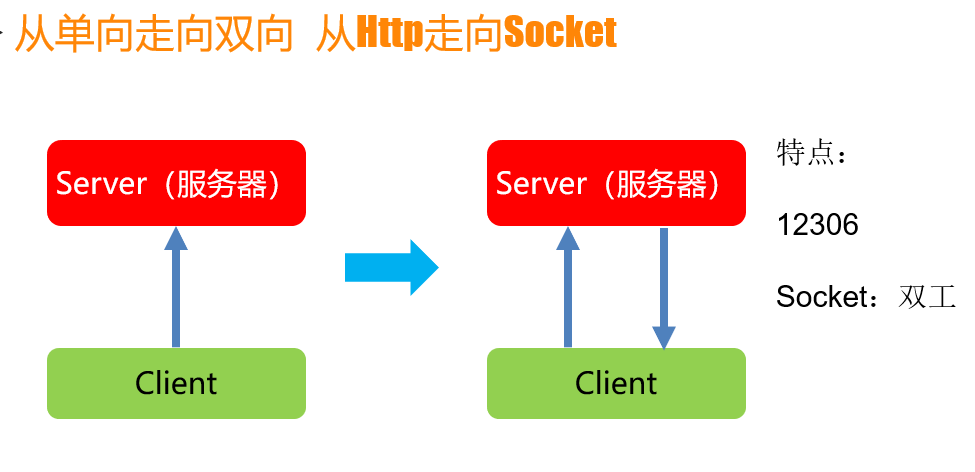 从单向走向双向 从Http走向Socket
Server（服务器）
Client
Server（服务器）
Client
特点：
12306
Socket：双工